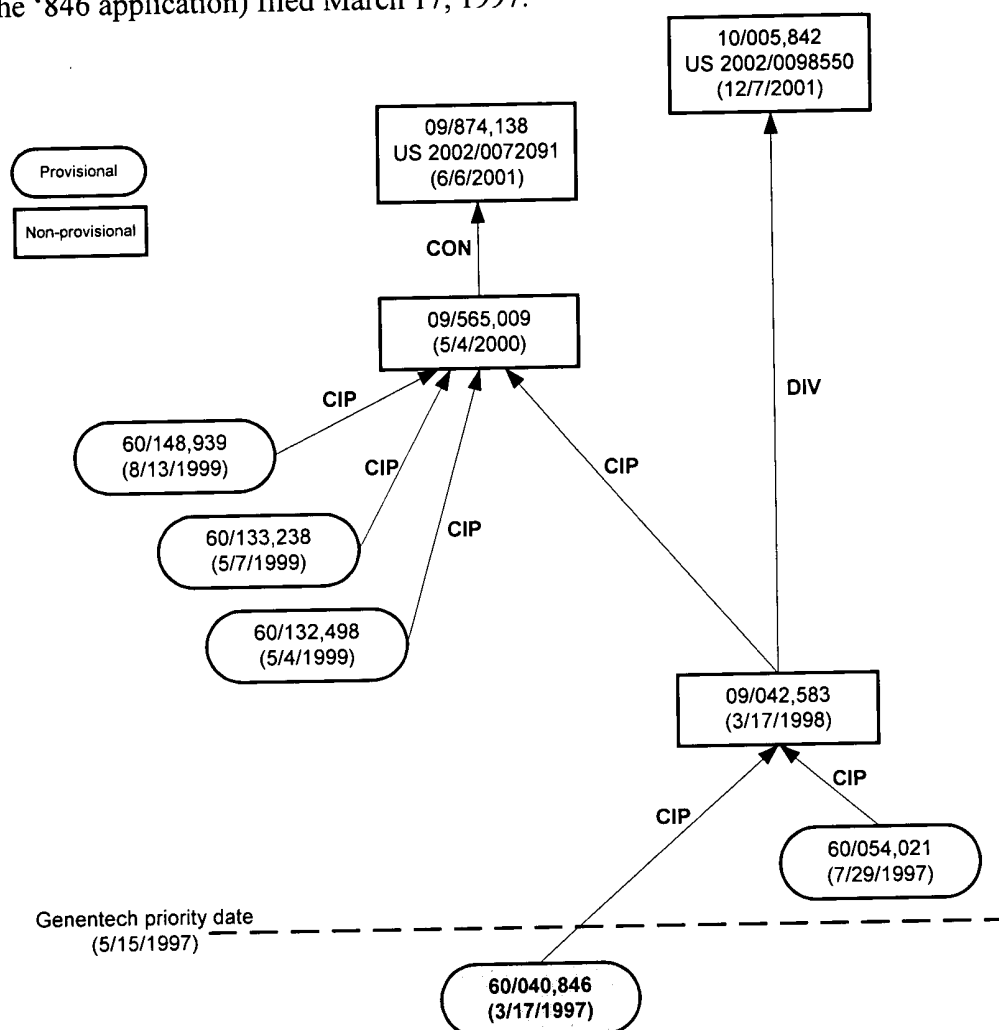 he '846 application) filed March 17, 1997.
10/005,842
US 2002/0098550
(12/7/2001)
09/874,138
US 2002/0072091
(6/6/2001)
Provisional
Non-provisional
CON
09/565,009
(5/4/2000)
DIV
CIP
60/148,939
(8/13/1999)
CIP
CIP
60/133,238
(5/7/1999)
CIP
60/132,498
(5/4/1999)
09/042,583
(3/17/1998)
CIP
CIP
60/054,021
(7/29/1997)
Genentech priority date
(5/15/1997)
60/040,846
(3/17/1997)